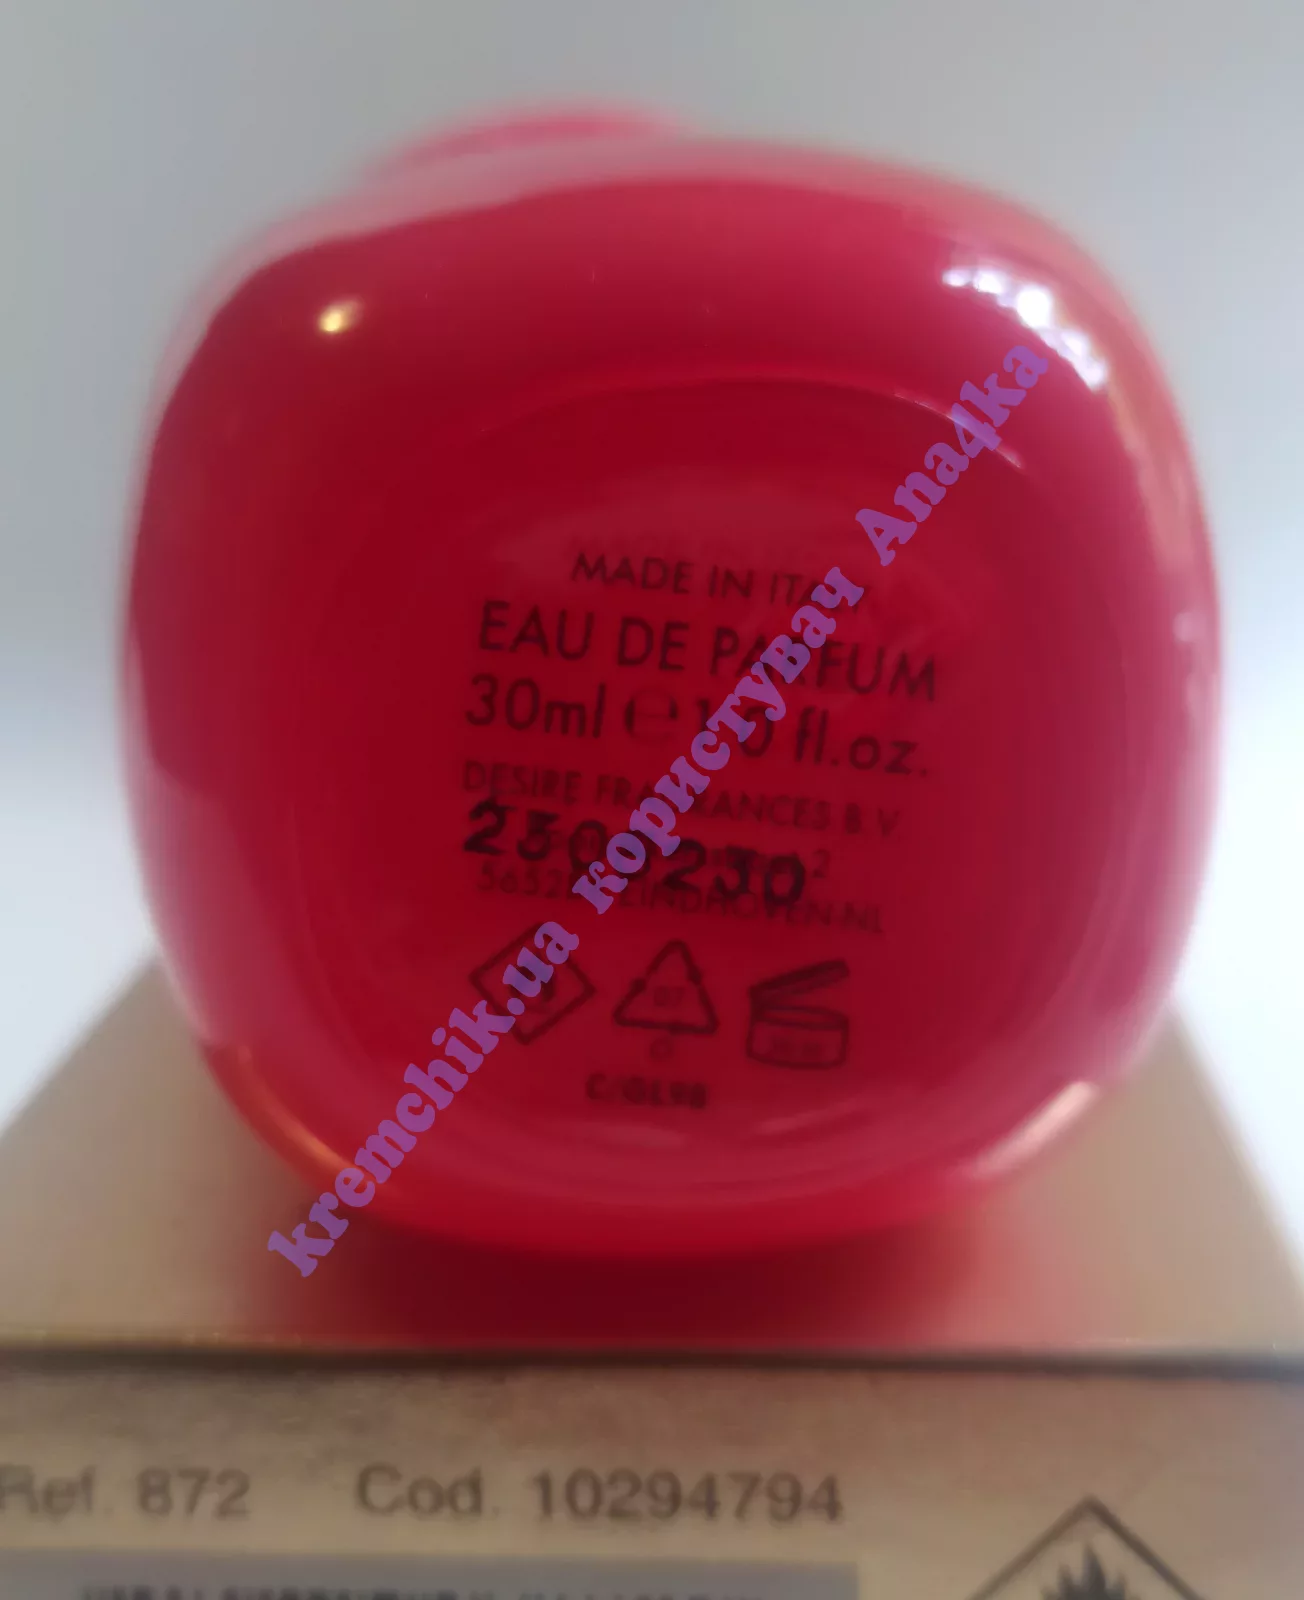 MADE IN ITALY
EAU DE PARFUM
30ml ℮ 1.0 fl.oz.
DESIRE FRAGRANCES B.V.
2
EINDHOVEN-NL
C/GL98
kremchik.ua користувач Ana4ka
Ref. 872 Cod. 10294794